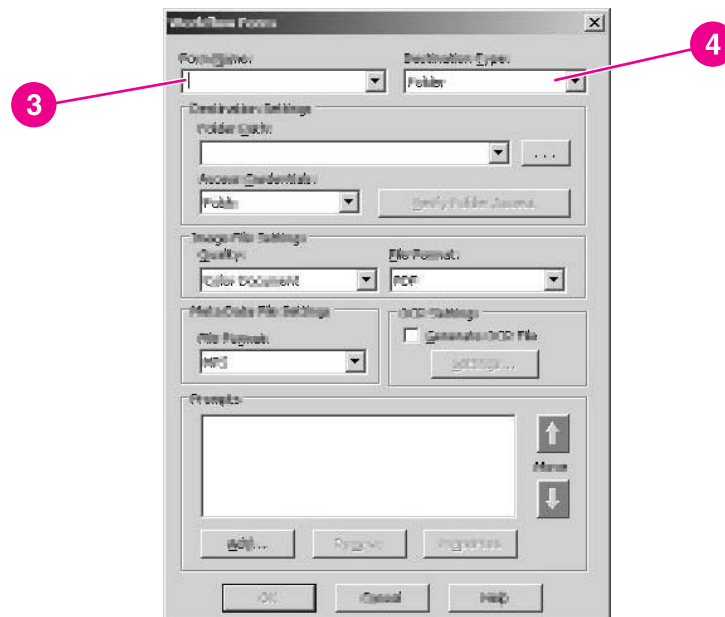 Workflow Form
Form Name: Destination Type:
3 4
Folder
Destination Settings
Folder Path:
...
Access Credentials:
Public Verify Folder Access
Image File Settings
Quality: File Format:
Color Document PDF
MetaData File Settings OCR Settings
Generate OCR File
File Format:
HPS Settings...
Prompts
Move
Add... Remove Properties
OK Cancel Help